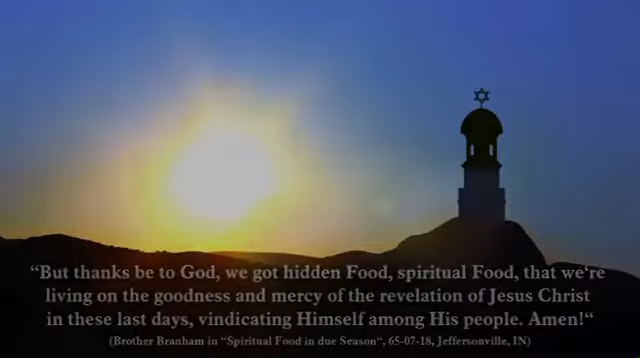 “But thanks be to God, we got hidden Food, spiritual Food, that we‘re
living on the goodness and mercy of the revelation of Jesus Christ
in these last days, vindicating Himself among His people. Amen!“
(Brother Branham in “Spiritual Food in due Season“, 65-07-18, Jeffersonville, IN)